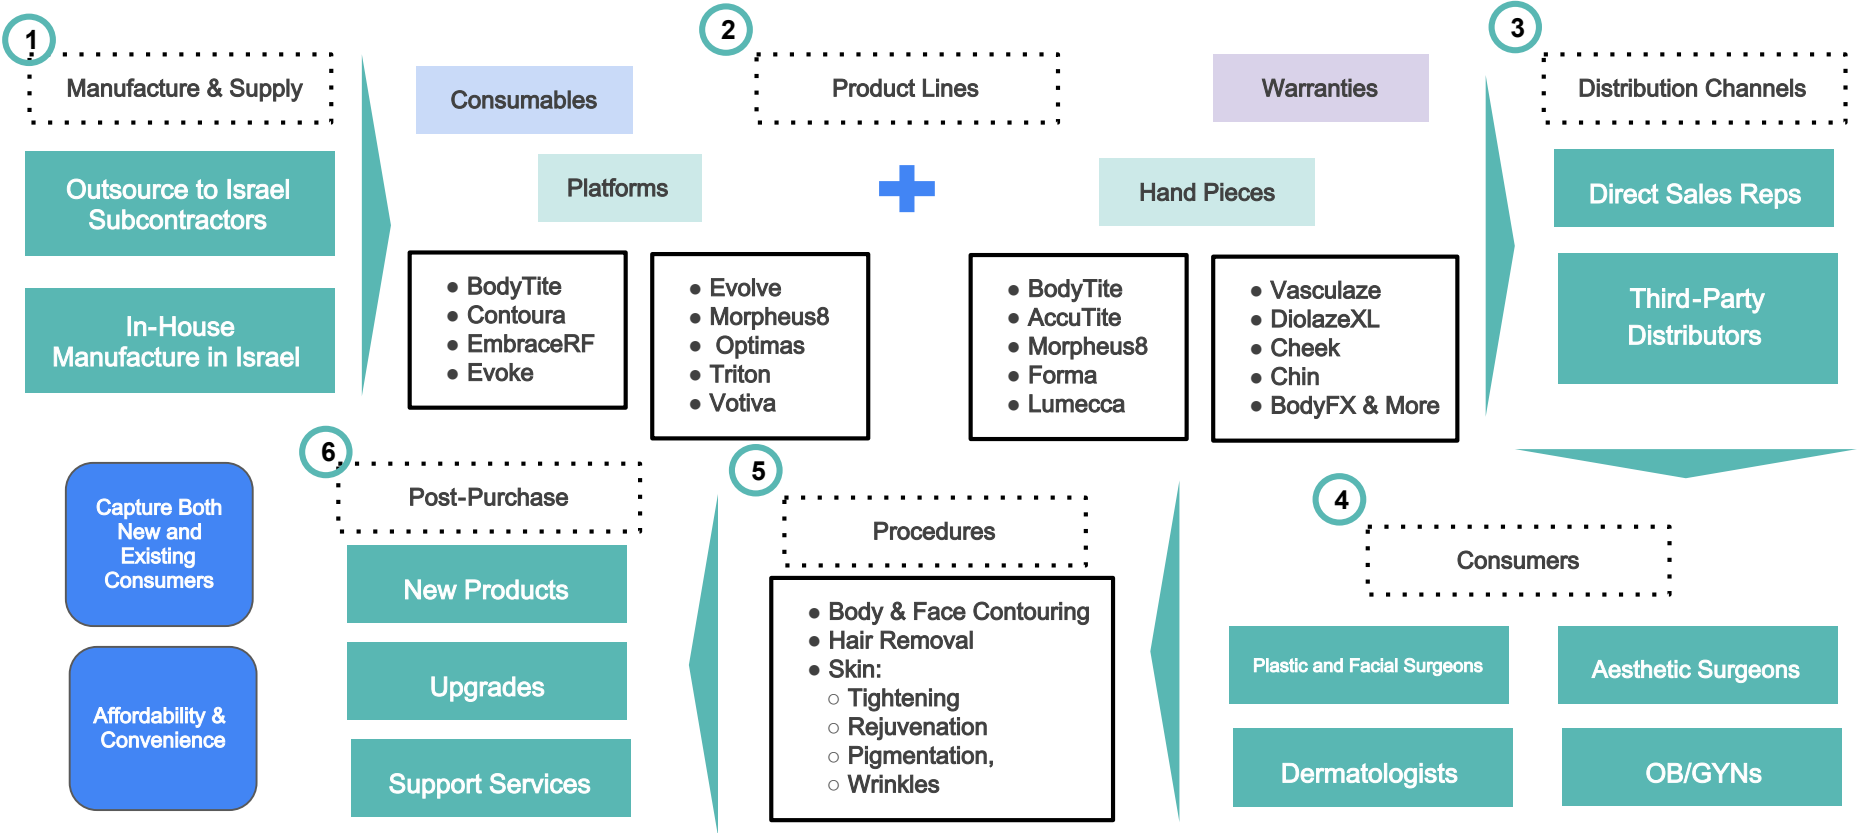 1
Manufacture & Supply
Outsource to Israel
Subcontractors
In-House
Manufacture in Israel
2
Product Lines
Consumables
Warranties
Platforms
Hand Pieces
● BodyTite
● Contoura
● EmbraceRF
● Evoke
● Evolve
● Morpheus8
● Optimas
● Triton
● Votiva
● BodyTite
● AccuTite
● Morpheus8
● Forma
● Lumecca
● Vasculaze
● DiolazeXL
● Cheek
● Chin
● BodyFX & More
3
Distribution Channels
Direct Sales Reps
Third-Party
Distributors
4
Consumers
Plastic and Facial Surgeons
Aesthetic Surgeons
Dermatologists
OB/GYNs
5
Procedures
● Body & Face Contouring
● Hair Removal
● Skin:
○ Tightening
○ Rejuvenation
○ Pigmentation,
○ Wrinkles
6
Post-Purchase
New Products
Upgrades
Support Services
Capture Both
New and
Existing
Consumers
Affordability &
Convenience